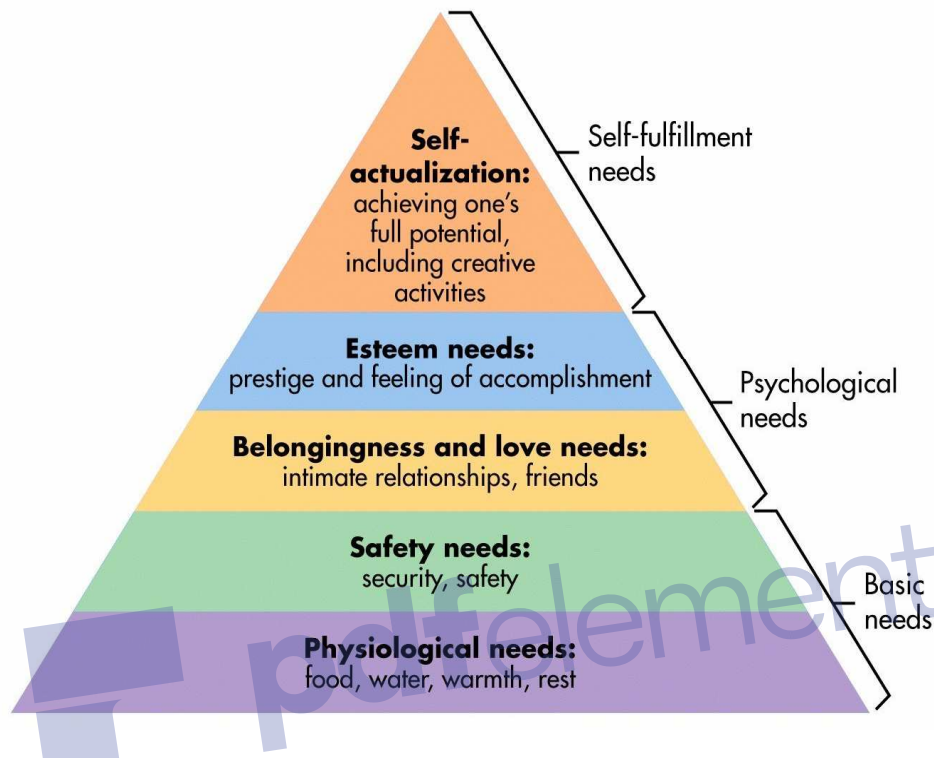 Self-
actualization:
achieving one's
full potential,
including creative
activities
Self-fulfillment
needs
Esteem needs:
prestige and feeling of accomplishment
Psychological
needs
Belongingness and love needs:
intimate relationships, friends
Safety needs:
security, safety
Basic
needs
Physiological needs:
food, water, warmth, rest
pdfelement